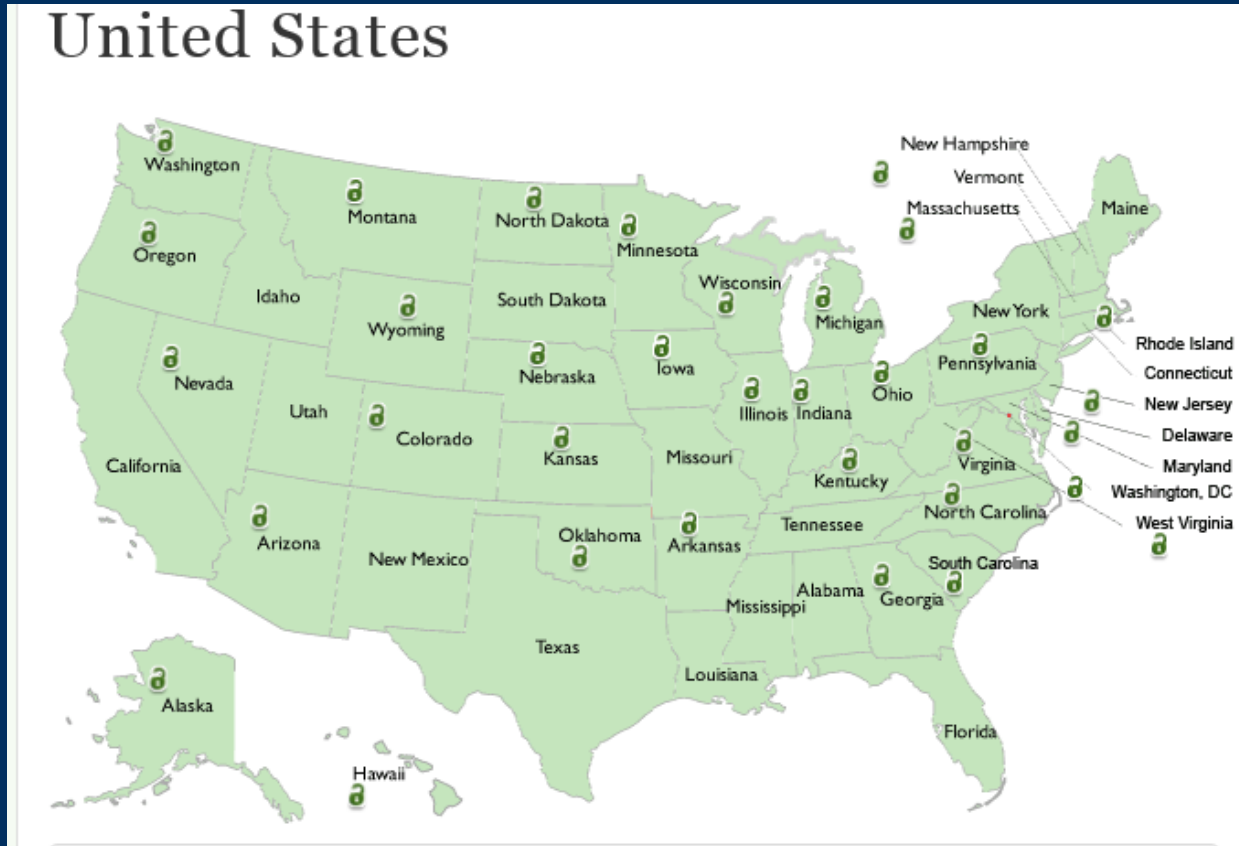 United States
New Hampshire
Washington
Vermont
Montana
Massachusetts
Maine
North Dakota
Minnesota
Oregon
Wisconsin
Idaho
South Dakota
New York
Michigan
Wyoming
Rhode Island
Pennsylvania
Iowa
Connecticut
Nebraska
Nevada
Ohio
New Jersey
Utah
Illinois
Indiana
Colorado
Delaware
Missouri
Kansas
Virginia
California
Maryland
Kentucky
Washington, DC
North Carolina
West Virginia
Tennessee
Oklahoma
Arizona
Arkansas
New Mexico
South Carolina
Alabama
Georgia
Mississippi
Texas
Louisiana
Alaska
Florida
Hawaii